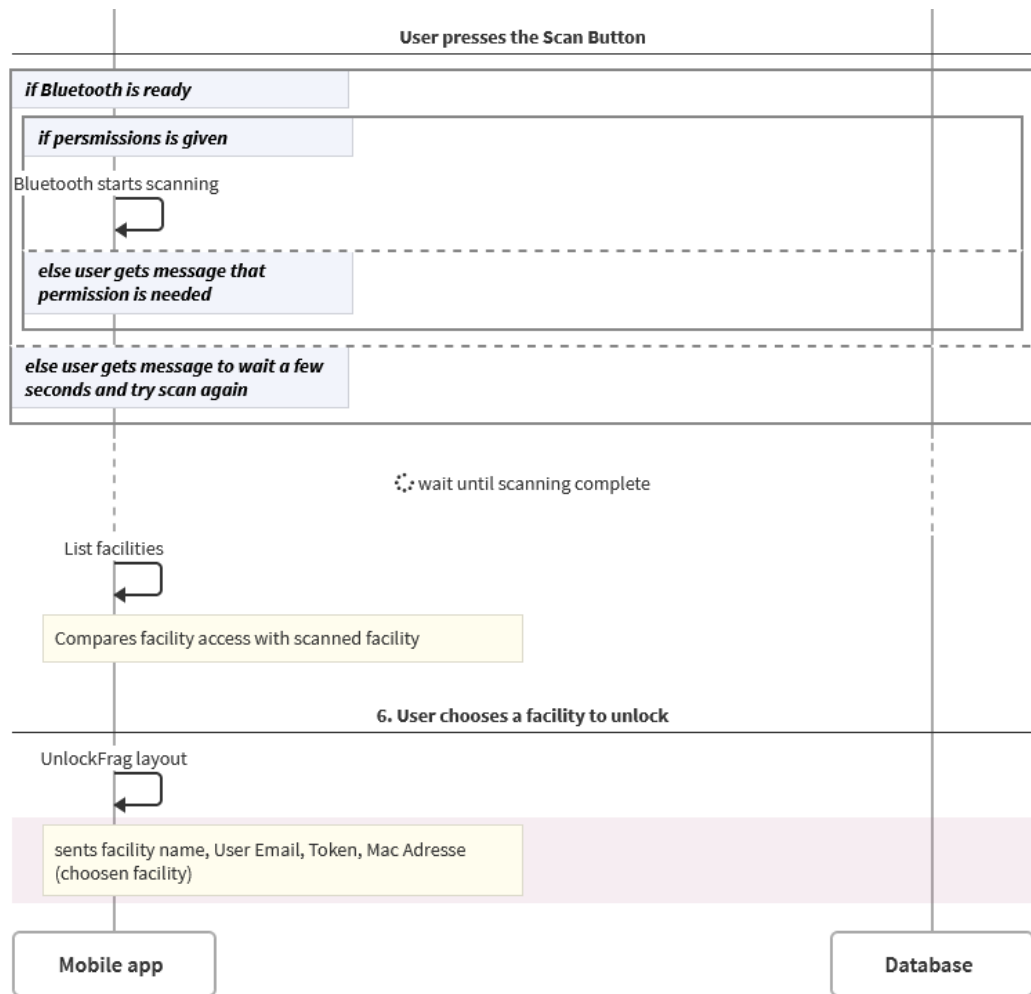 User presses the Scan Button
if Bluetooth is ready
if persmissions is given
Bluetooth starts scanning
else user gets message that
permission is needed
else user gets message to wait a few
seconds and try scan again
wait until scanning complete
List facilities
Compares facility access with scanned facility
6. User chooses a facility to unlock
UnlockFrag layout
sents facility name, User Email, Token, Mac Adresse
(choosen facility)
Mobile app
Database